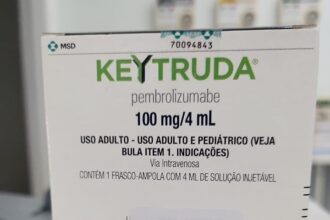 MSD
70094843
KEYTRUDA®
pembrolizumabe
100 mg/4 mL
USO ADULTO - USO ADULTO E PEDIÁTRICO (VEJA
BULA ITEM 1. INDICAÇÕES)
Via Intravenosa
CONTÉM 1 FRASCO-AMPOLA COM 4 ML DE SOLUÇÃO INJETÁVEL